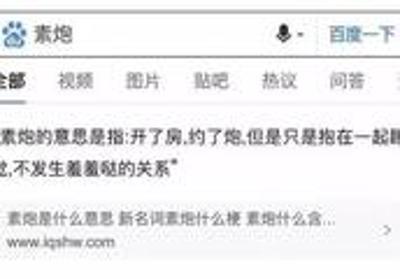 素炮
百度一下
全部 视频 图片 贴吧 热议 问答
素炮的意思是指:开了房,约了炮,但是只是抱在一起睡
觉,不发生羞羞哒的关系"
素炮是什么意思 新名词素炮什么梗 素炮什么含...
www.iqshw.com